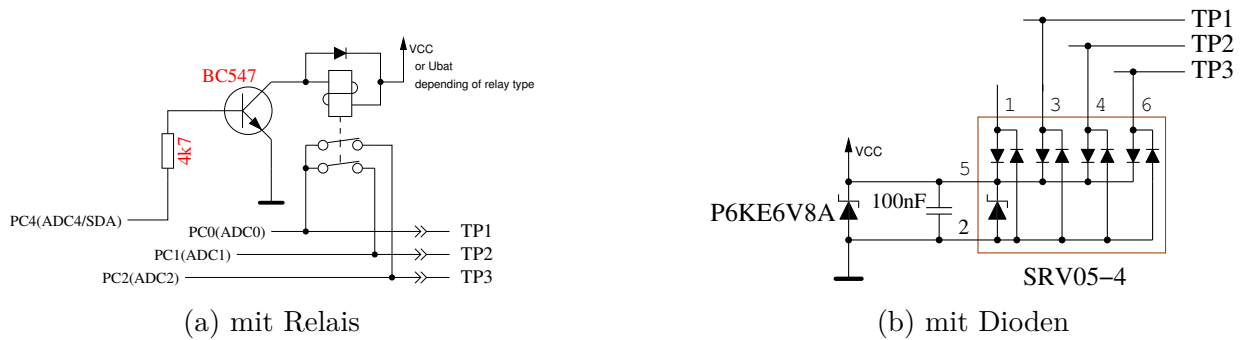 VCC
or Ubat
depending of relay type
BC547
4k7
PC4(ADC4/SDA)
PC0(ADC0)
TP1
PC1(ADC1)
TP2
PC2(ADC2)
TP3
(a) mit Relais
TP1
TP2
TP3
1 3 4 6
VCC
5
P6KE6V8A
100nF
2
SRV05−4
(b) mit Dioden